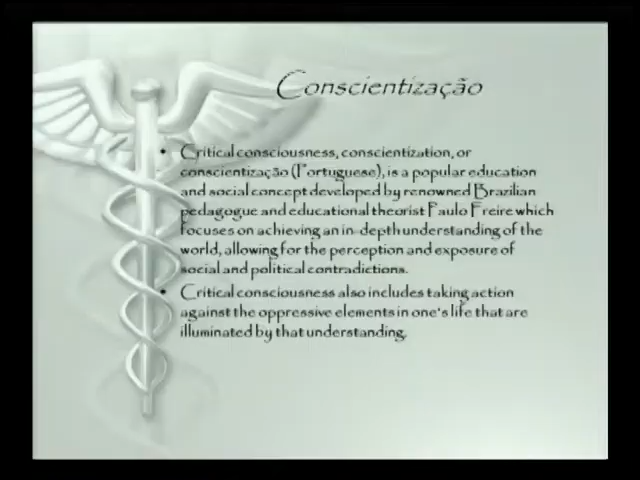 Conscientização
• Critical consciousness, conscientization, or
conscientização (Portuguese), is a popular education
and social concept developed by renowned Brazilian
pedagogue and educational theorist Paulo Freire which
focuses on achieving an in-depth understanding of the
world, allowing for the perception and exposure of
social and political contradictions.
• Critical consciousness also includes taking action
against the oppressive elements in one's life that are
illuminated by that understanding.